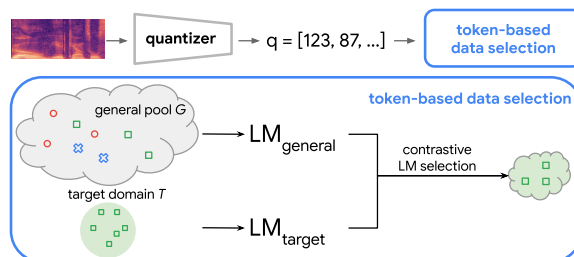 quantizer
q = [123, 87, ...]
token-based
data selection
token-based data selection
general pool G
LMgeneral
contrastive
LM selection
target domain T
LMtarget